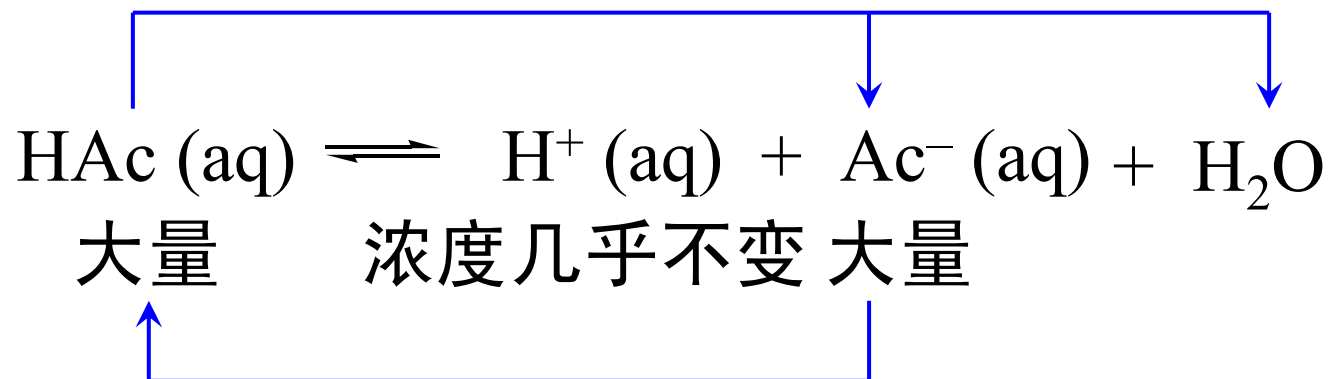 HAc (aq) ⇌ H⁺ (aq) + Ac⁻ (aq) + H₂O
大量 浓度几乎不变 大量